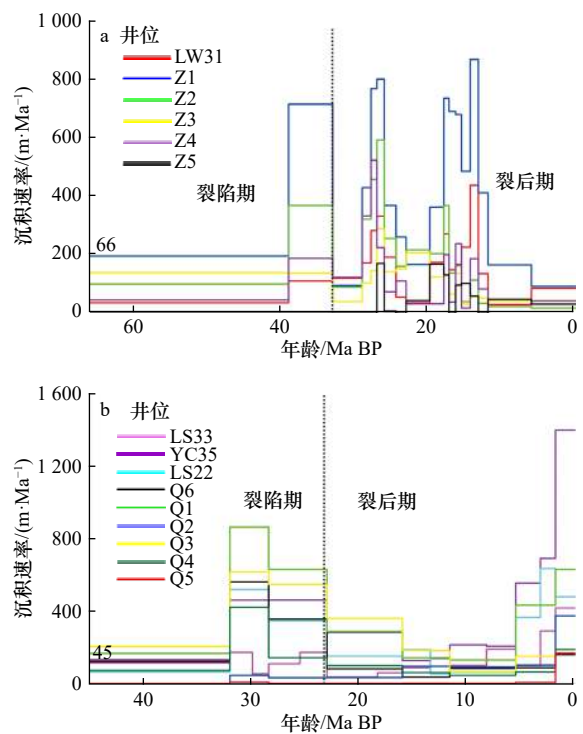 a 井位
LW31
Z1
Z2
Z3
Z4
Z5
裂陷期
裂后期
66
沉积速率/(m·Ma⁻¹)
1 000
800
600
400
200
0
60
40
20
0
年龄/Ma BP
b 井位
LS33
YC35
LS22
Q6
Q1
Q2
Q3
Q4
Q5
裂陷期
裂后期
45
沉积速率/(m·Ma⁻¹)
1 600
1 200
800
400
0
40
30
20
10
0
年龄/Ma BP